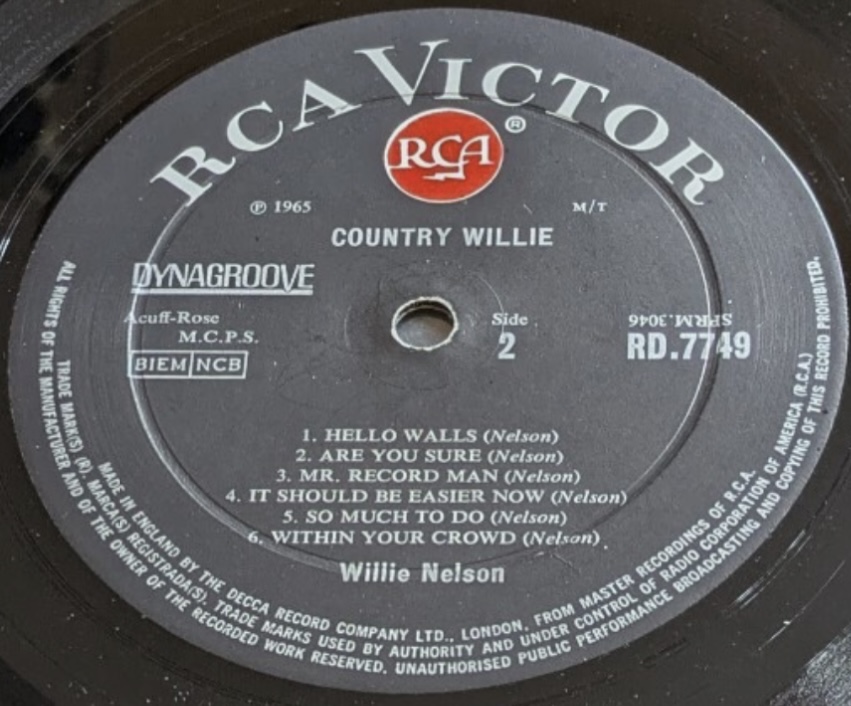 RCA VICTOR
RCA ®
℗ 1965
M/T
COUNTRY WILLIE
DYNAGROOVE
Acuff-Rose
M.C.P.S.
BIEM NCB
Side
2
SPRM.3046
RD.7749
1. HELLO WALLS (Nelson)
2. ARE YOU SURE (Nelson)
3. MR. RECORD MAN (Nelson)
4. IT SHOULD BE EASIER NOW (Nelson)
5. SO MUCH TO DO (Nelson)
6. WITHIN YOUR CROWD (Nelson)
Willie Nelson
MADE IN ENGLAND BY THE DECCA RECORD COMPANY LTD., LONDON, FROM MASTER RECORDINGS OF R.C.A.
TRADE MARK(S) (R). MARCA(S) REGISTRADA(S). TRADE MARKS USED BY AUTHORITY AND UNDER CONTROL OF RADIO CORPORATION OF AMERICA (R.C.A.)
ALL RIGHTS OF THE MANUFACTURER AND OF THE OWNER OF THE RECORDED WORK RESERVED. UNAUTHORISED PUBLIC PERFORMANCE BROADCASTING AND COPYING OF THIS RECORD PROHIBITED.